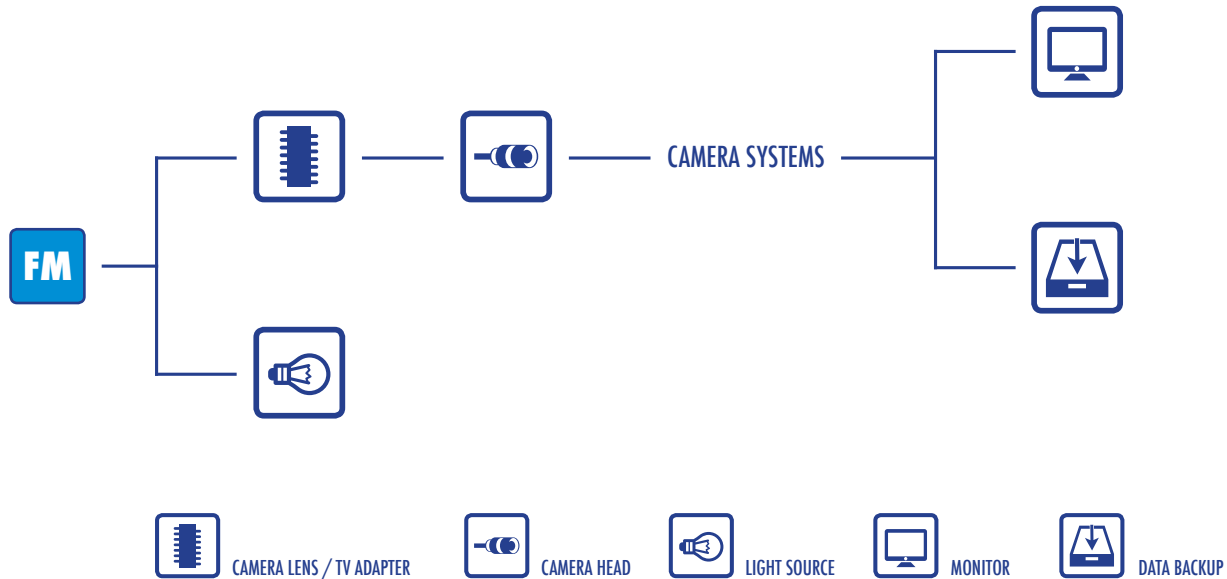 CAMERA SYSTEMS
FM
CAMERA LENS / TV ADAPTER
CAMERA HEAD
LIGHT SOURCE
MONITOR
DATA BACKUP